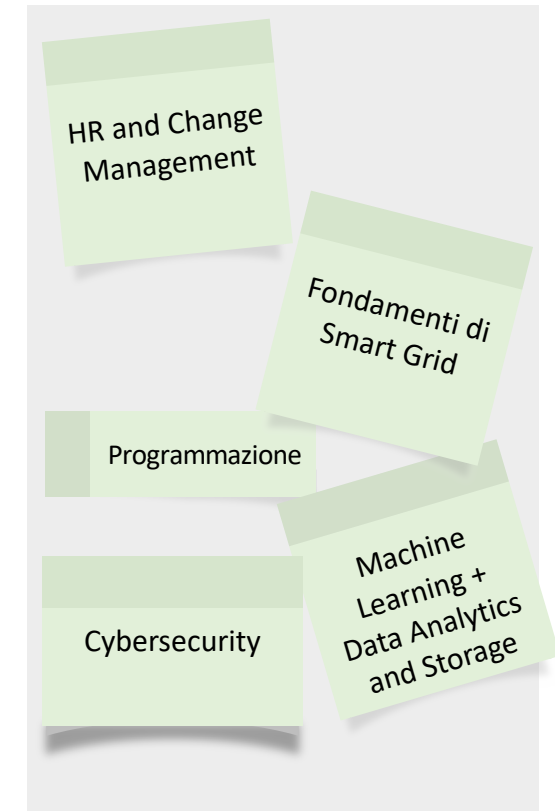 HR and Change
Management
Fondamenti di
Smart Grid
Programmazione
Machine
Learning +
Data Analytics
and Storage
Cybersecurity